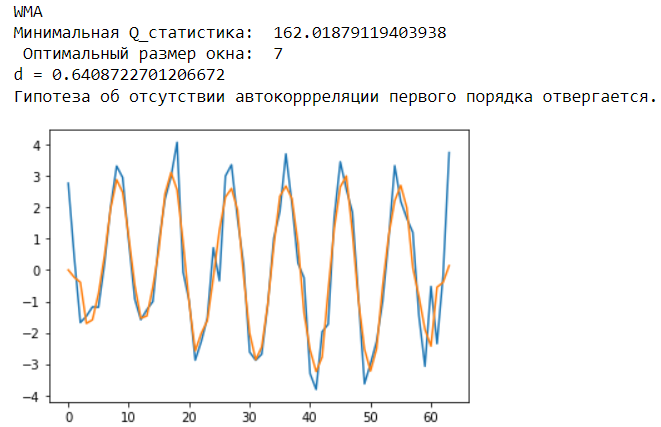 WMA
Минимальная Q_статистика:  162.01879119403938
 Оптимальный размер окна:  7
d = 0.6408722701206672
Гипотеза об отсутствии автокоррреляции первого порядка отвергается.
4
3
2
1
0
−1
−2
−3
−4
0 10 20 30 40 50 60